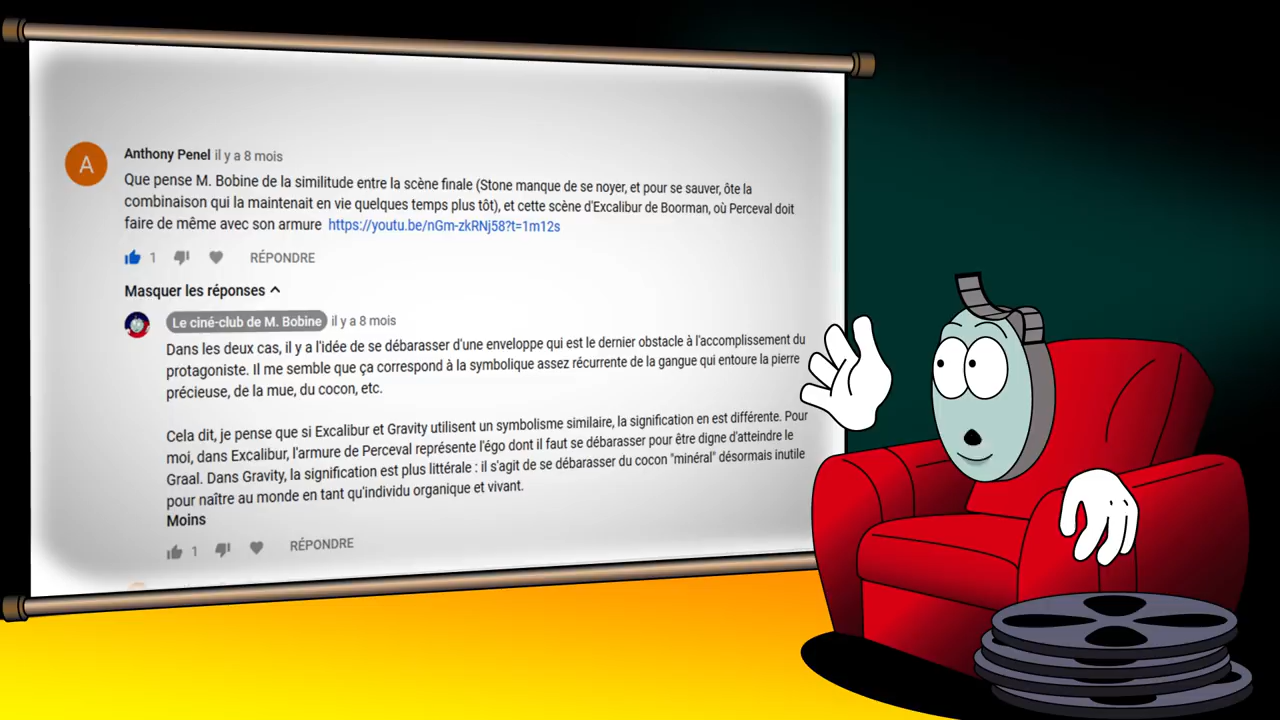 A
Anthony Penel il y a 8 mois
Que pense M. Bobine de la similitude entre la scène finale (Stone manque de se noyer, et pour se sauver, ôte la
combinaison qui la maintenait en vie quelques temps plus tôt), et cette scène d'Excalibur de Boorman, où Perceval doit
faire de même avec son armure https://youtu.be/nGm-zkRNj58?t=1m12s
1 RÉPONDRE
Masquer les réponses
Le ciné-club de M. Bobine il y a 8 mois
Dans les deux cas, il y a l'idée de se débarasser d'une enveloppe qui est le dernier obstacle à l'accomplissement du
protagoniste. Il me semble que ça correspond à la symbolique assez récurrente de la gangue qui entoure la pierre
précieuse, de la mue, du cocon, etc.
Cela dit, je pense que si Excalibur et Gravity utilisent un symbolisme similaire, la signification en est différente. Pour
moi, dans Excalibur, l'armure de Perceval représente l'égo dont il faut se débarasser pour être digne d'atteindre le
Graal. Dans Gravity, la signification est plus littérale : il s'agit de se débarasser du cocon "minéral" désormais inutile
pour naître au monde en tant qu'individu organique et vivant.
Moins
1 RÉPONDRE